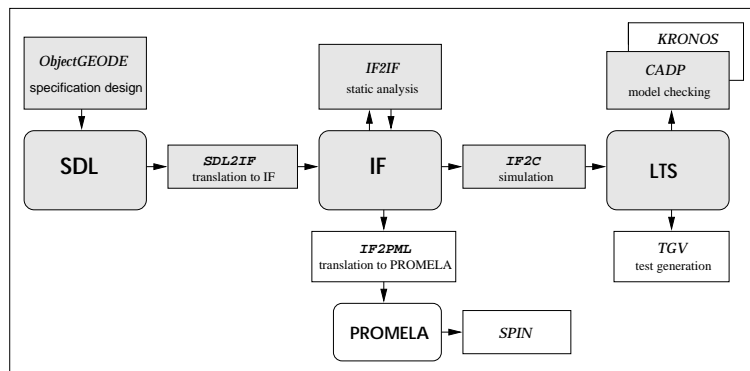 KRONOS
ObjectGEODE
specification design
IF2IF
static analysis
CADP
model checking
SDL
SDL2IF
translation to IF
IF
IF2C
simulation
LTS
IF2PML
translation to PROMELA
TGV
test generation
PROMELA
SPIN